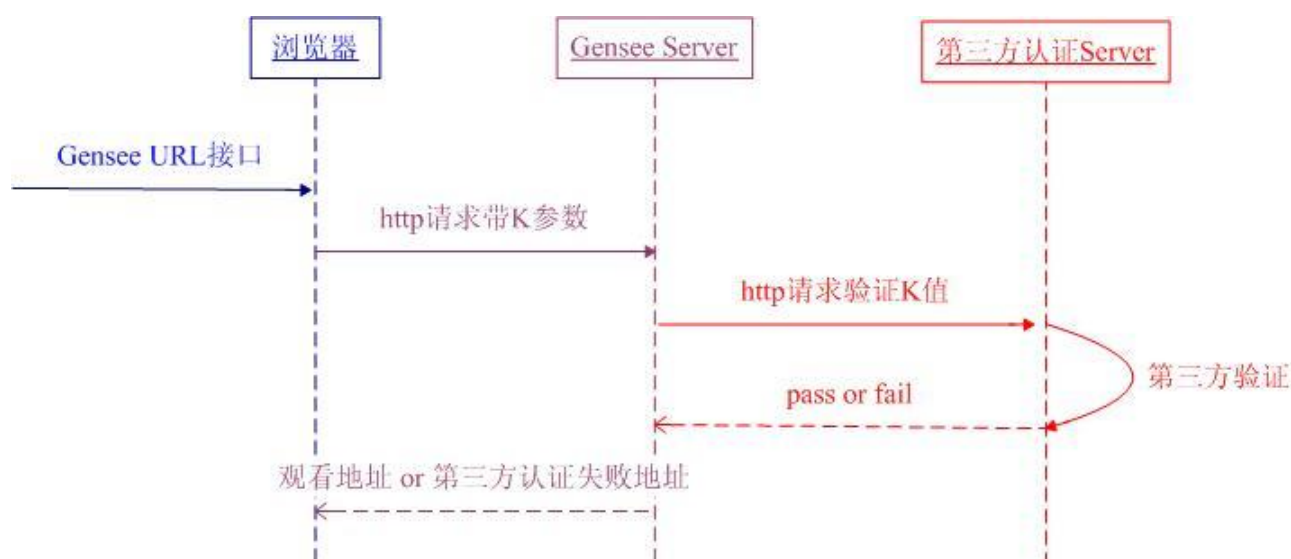 浏览器
Gensee Server
第三方认证Server
Gensee URL接口
http请求带K参数
http请求验证K值
第三方验证
pass or fail
观看地址 or 第三方认证失败地址